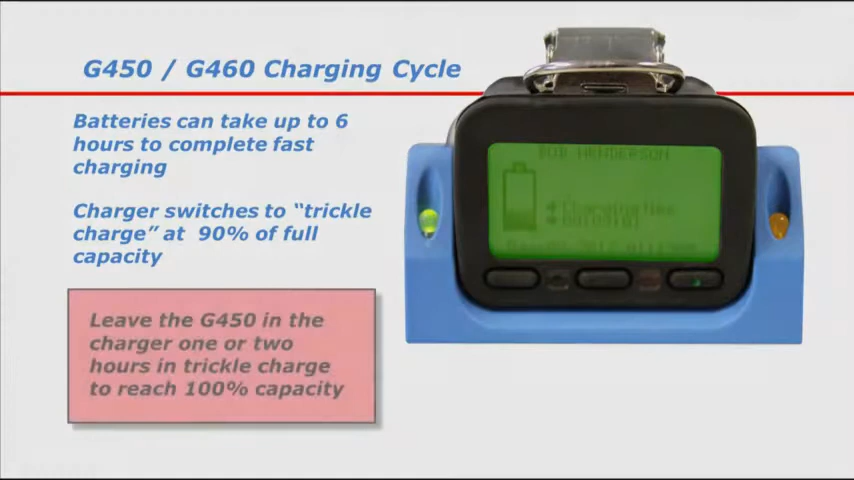 G450 / G460 Charging Cycle
Batteries can take up to 6
hours to complete fast
charging
Charger switches to “trickle
charge” at 90% of full
capacity
Leave the G450 in the
charger one or two
hours in trickle charge
to reach 100% capacity
HENDERSON